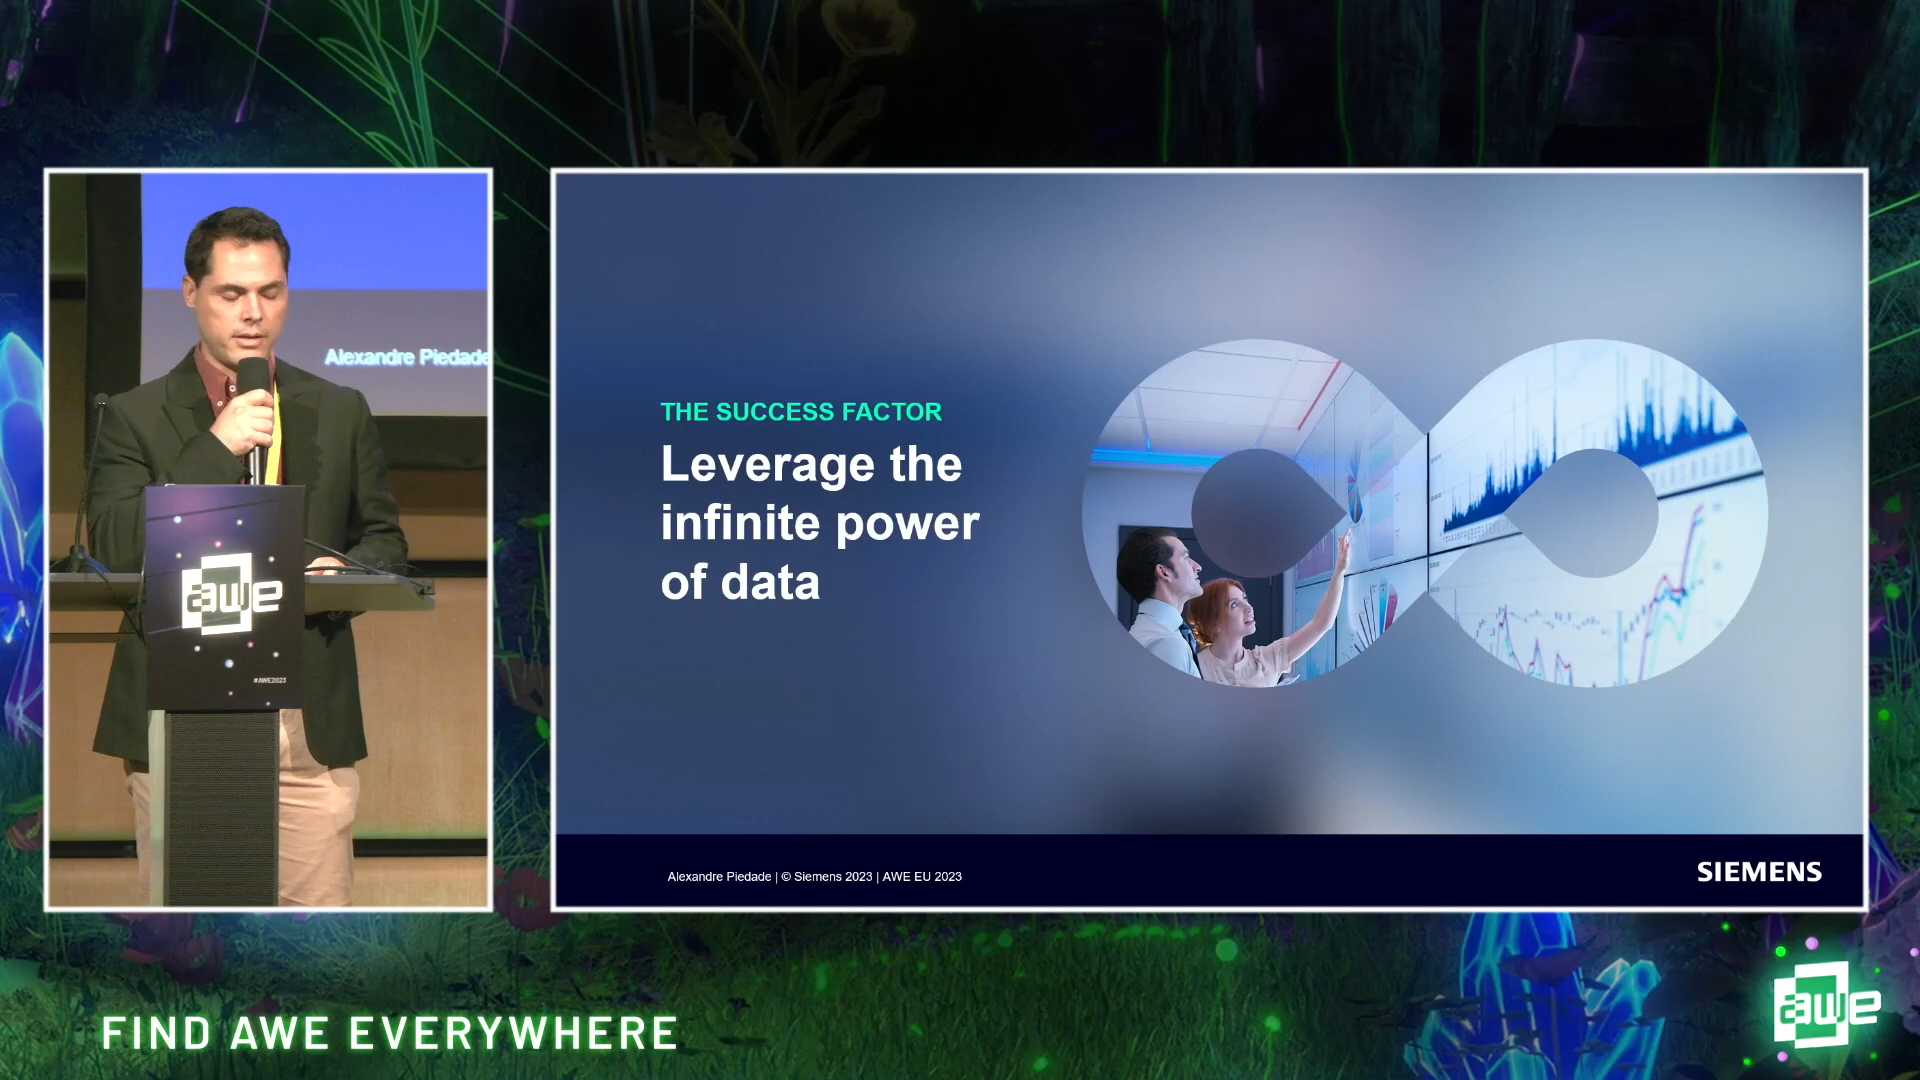 Alexandre Piedade
awe
#AWE2023
THE SUCCESS FACTOR
Leverage the
infinite power
of data
Alexandre Piedade | © Siemens 2023 | AWE EU 2023
SIEMENS
FIND AWE EVERYWHERE
awe